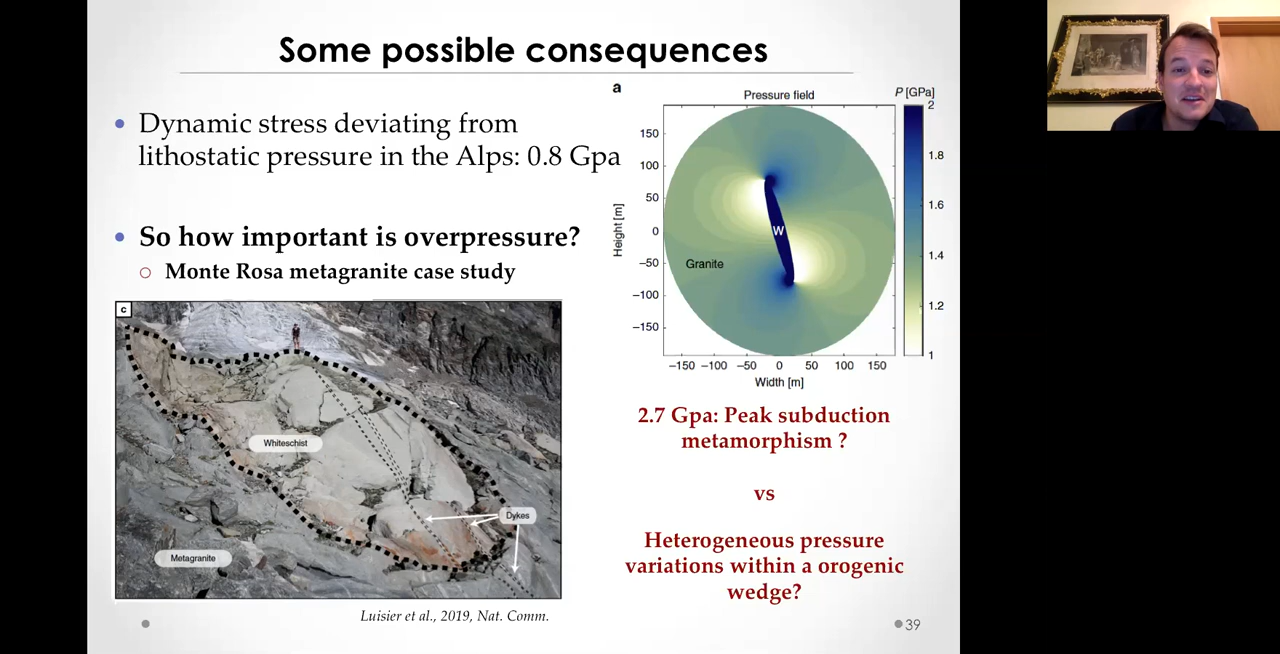 Some possible consequences
Dynamic stress deviating from
lithostatic pressure in the Alps: 0.8 Gpa
So how important is overpressure?
Monte Rosa metagranite case study
c
Whiteschist
Dykes
Metagranite
Luisier et al., 2019, Nat. Comm.
a
Pressure field
P [GPa]
Height [m]
150
100
50
0
−50
−100
−150
W
Granite
−150 −100 −50 0 50 100 150
Width [m]
2
1.8
1.6
1.4
1.2
1
2.7 Gpa: Peak subduction
metamorphism ?
vs
Heterogeneous pressure
variations within a orogenic
wedge?
39